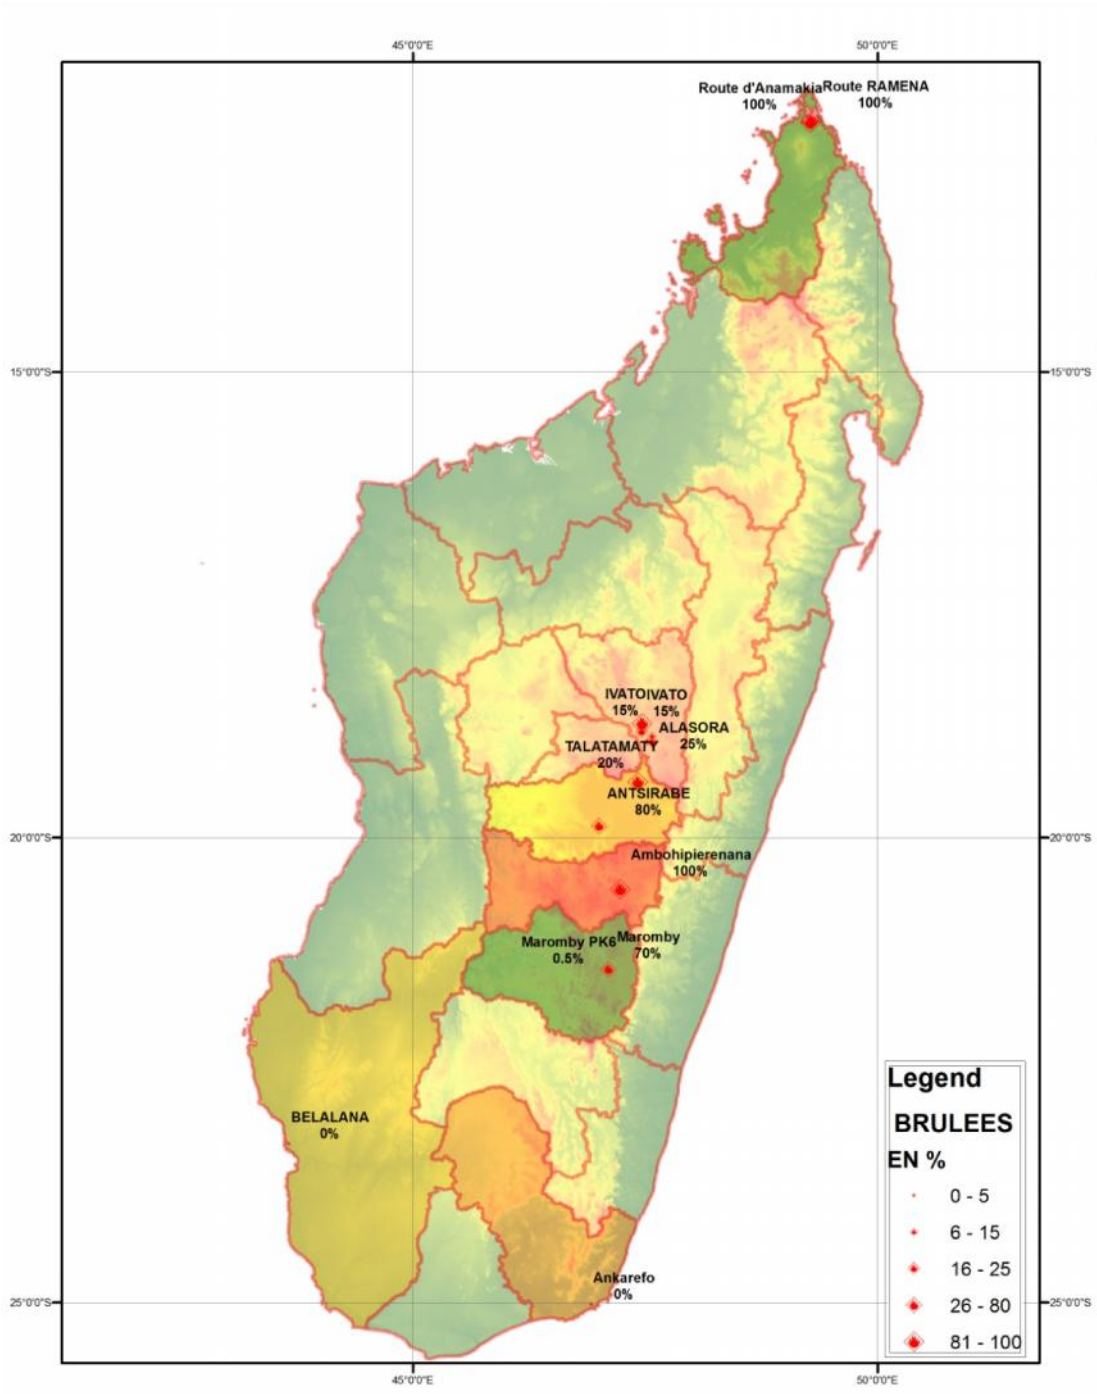 45°0'0"E
50°0'0"E
Route d'Anamakia
100%
Route RAMENA
100%
15°0'0"S
15°0'0"S
IVATO
15%
IVATO
15%
ALASORA
25%
TALATAMATY
20%
ANTSIRABE
80%
20°0'0"S
20°0'0"S
Ambohipierenana
100%
Maromby PK6
0.5%
Maromby
70%
BELALANA
0%
Ankarefo
0%
25°0'0"S
25°0'0"S
Legend
BRULEES
EN %
0 - 5
6 - 15
16 - 25
26 - 80
81 - 100
45°0'0"E
50°0'0"E